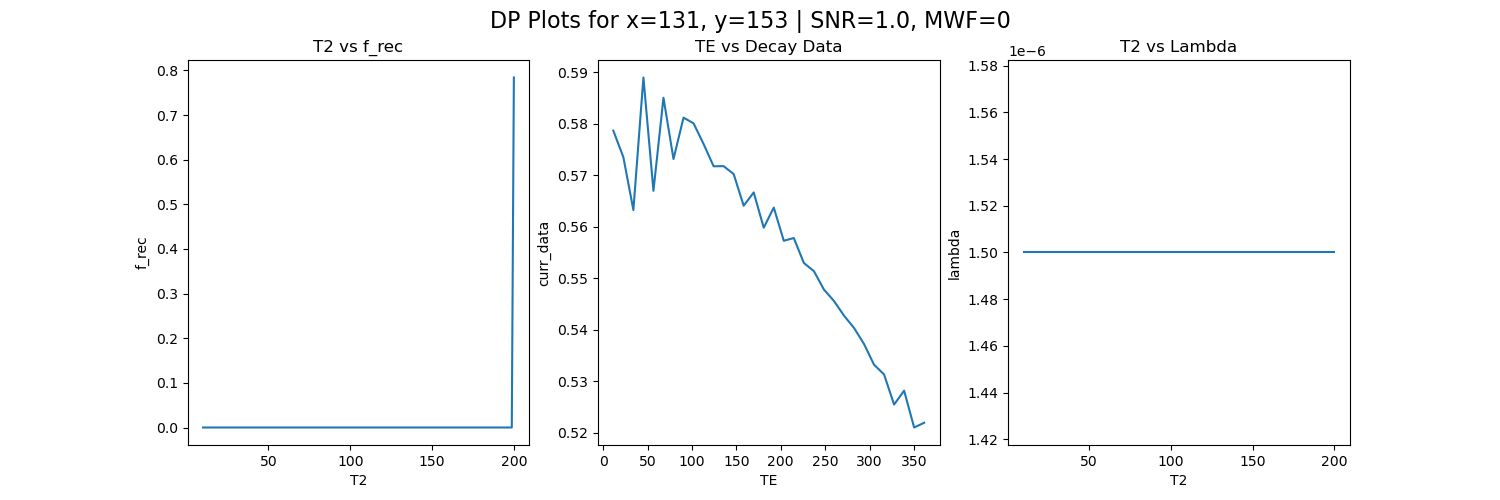 DP Plots for x=131, y=153 | SNR=1.0, MWF=0
T2 vs f_rec
0.8
0.7
0.6
0.5
0.4
0.3
0.2
0.1
0.0
f_rec
50 100 150 200
T2
TE vs Decay Data
0.59
0.58
0.57
0.56
0.55
0.54
0.53
0.52
curr_data
0 50 100 150 200 250 300 350
TE
T2 vs Lambda
1e−6
1.58
1.56
1.54
1.52
1.50
1.48
1.46
1.44
1.42
lambda
50 100 150 200
T2